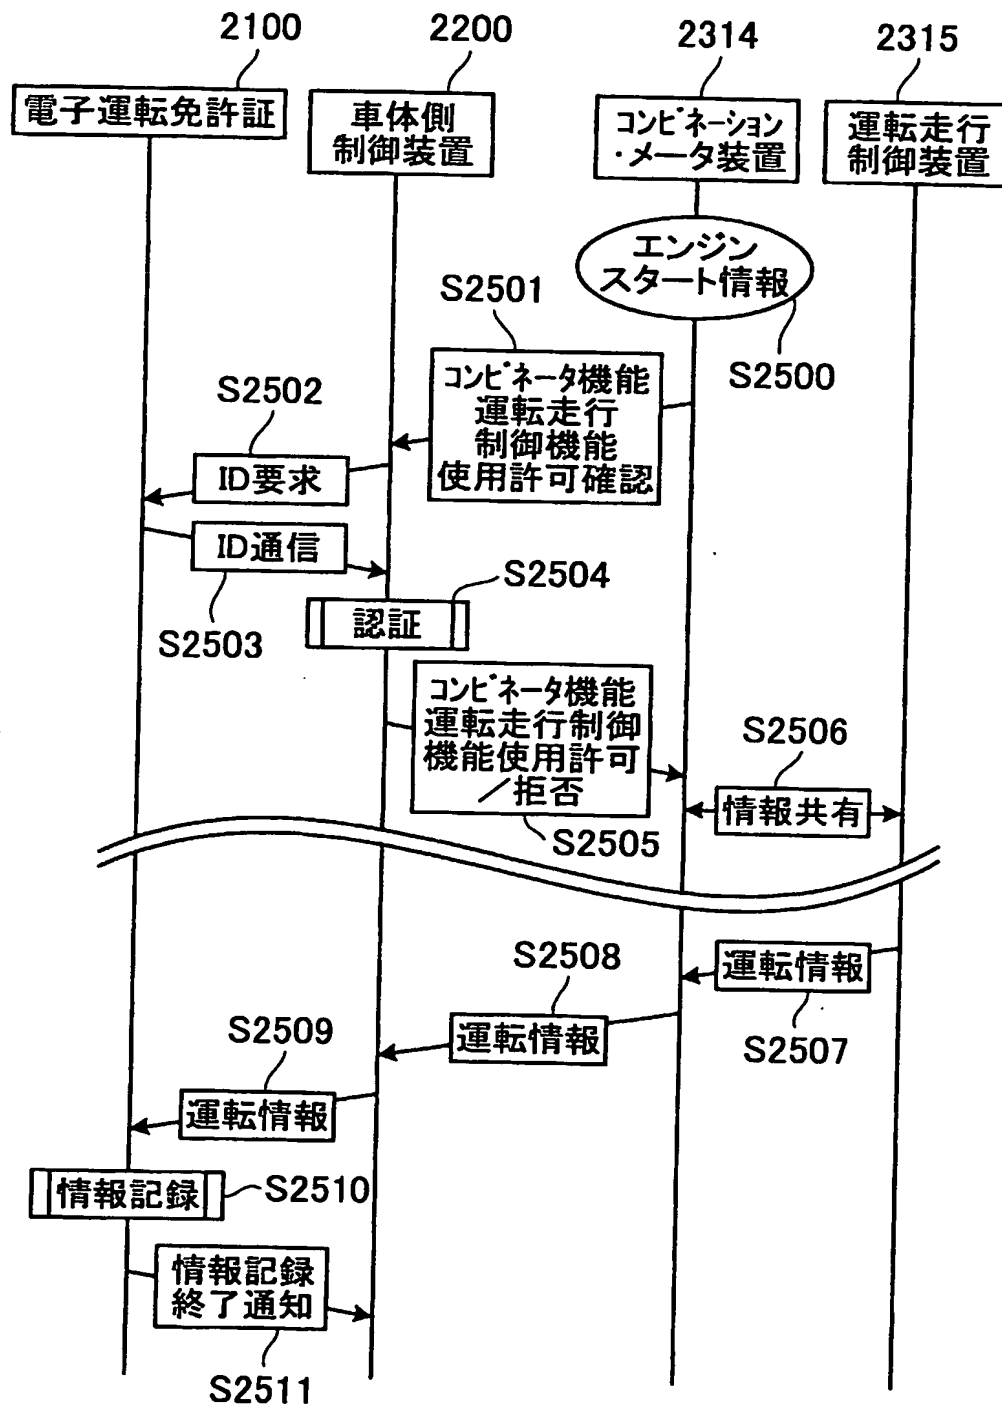 2100
2200
2314
2315
電子運転免許証
車体側
制御装置
コンビネーション
・メータ装置
運転走行
制御装置
エンジン
スタート情報
S2500
S2501
コンビネータ機能
運転走行
制御機能
使用許可確認
S2502
ID要求
ID通信
S2503
S2504
認証
コンビネータ機能
運転走行制御
機能使用許可
/拒否
S2505
S2506
情報共有
運転情報
S2507
S2508
運転情報
S2509
運転情報
情報記録
S2510
情報記録
終了通知
S2511